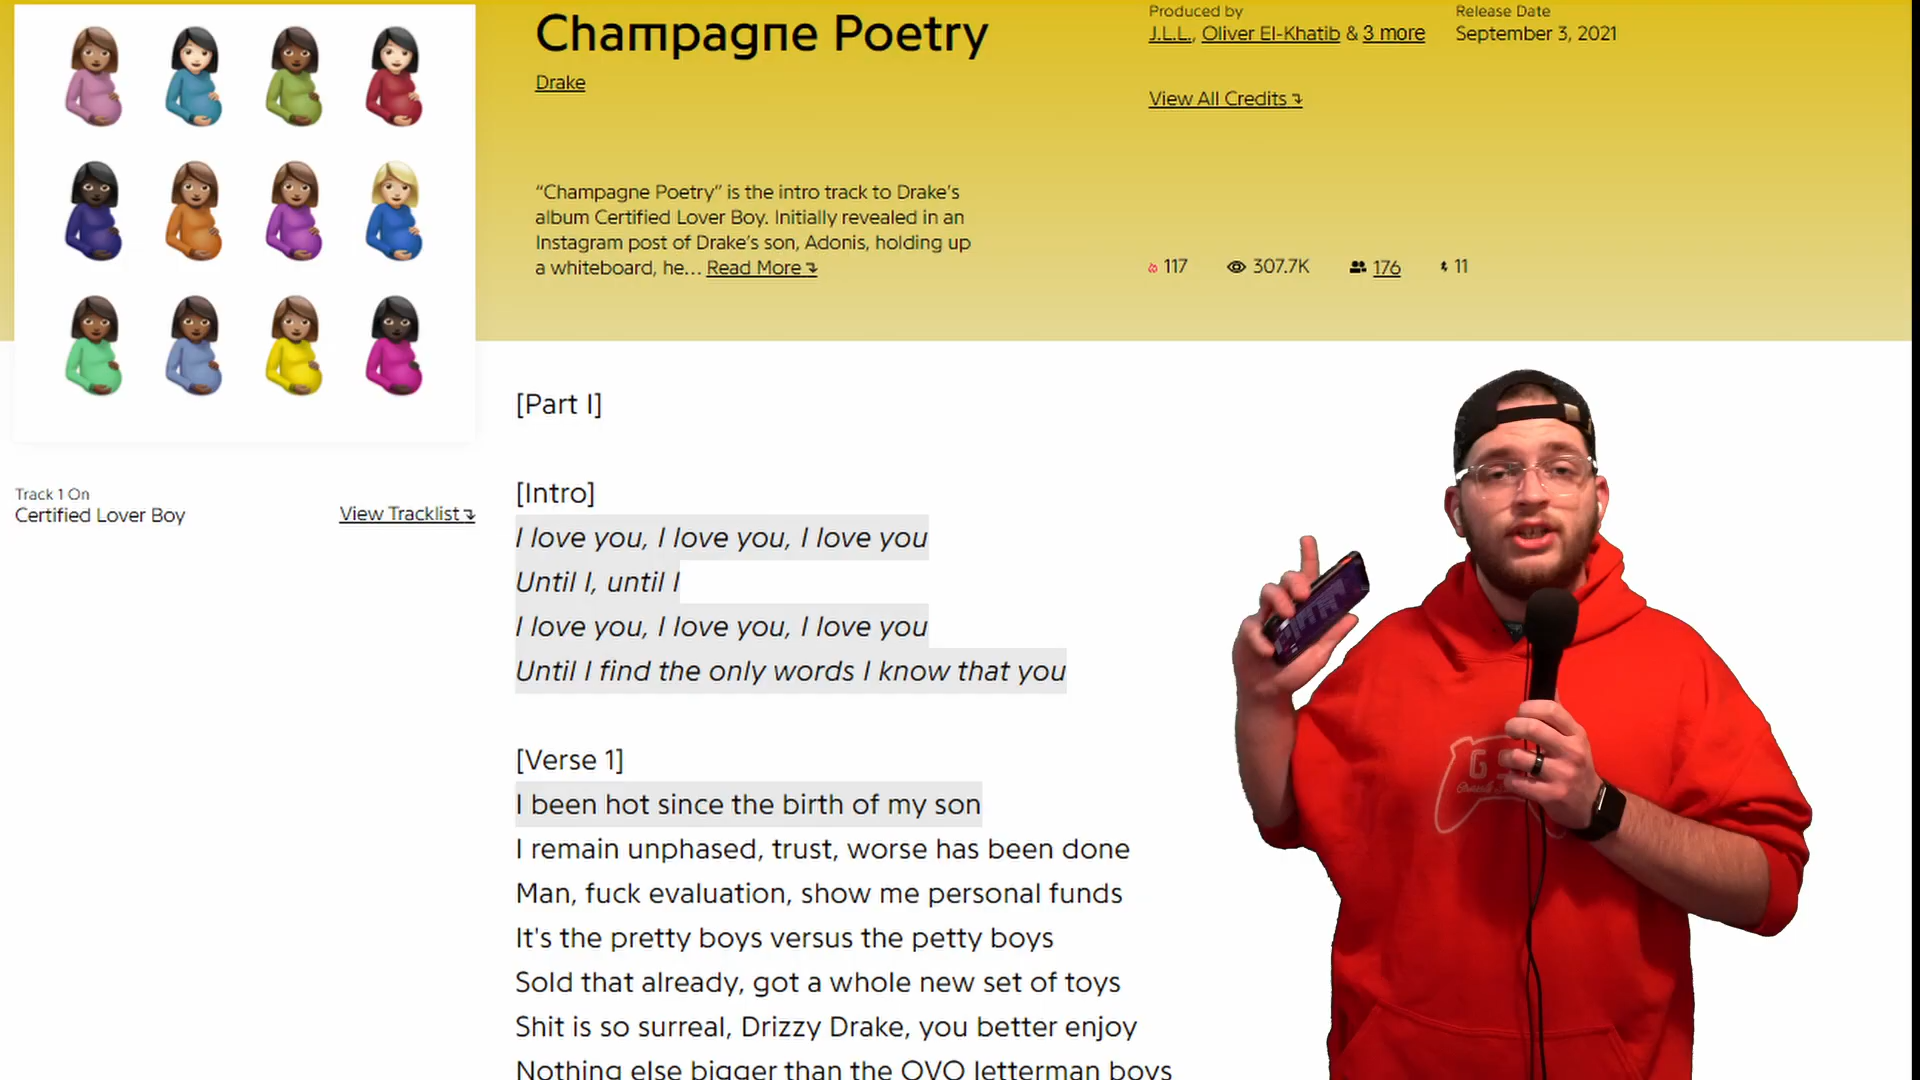 Champagne Poetry
Drake
Produced by
J.L.L., Oliver El-Khatib & 3 more
Release Date
September 3, 2021
View All Credits
“Champagne Poetry” is the intro track to Drake’s
album Certified Lover Boy. Initially revealed in an
Instagram post of Drake’s son, Adonis, holding up
a whiteboard, he... Read More
117
307.7K
176
11
Track 1 On
Certified Lover Boy
View Tracklist
[Part I]
[Intro]
I love you, I love you, I love you
Until I, until I
I love you, I love you, I love you
Until I find the only words I know that you
[Verse 1]
I been hot since the birth of my son
I remain unphased, trust, worse has been done
Man, fuck evaluation, show me personal funds
It's the pretty boys versus the petty boys
Sold that already, got a whole new set of toys
Shit is so surreal, Drizzy Drake, you better enjoy
Nothing else bigger than the OVO letterman boys